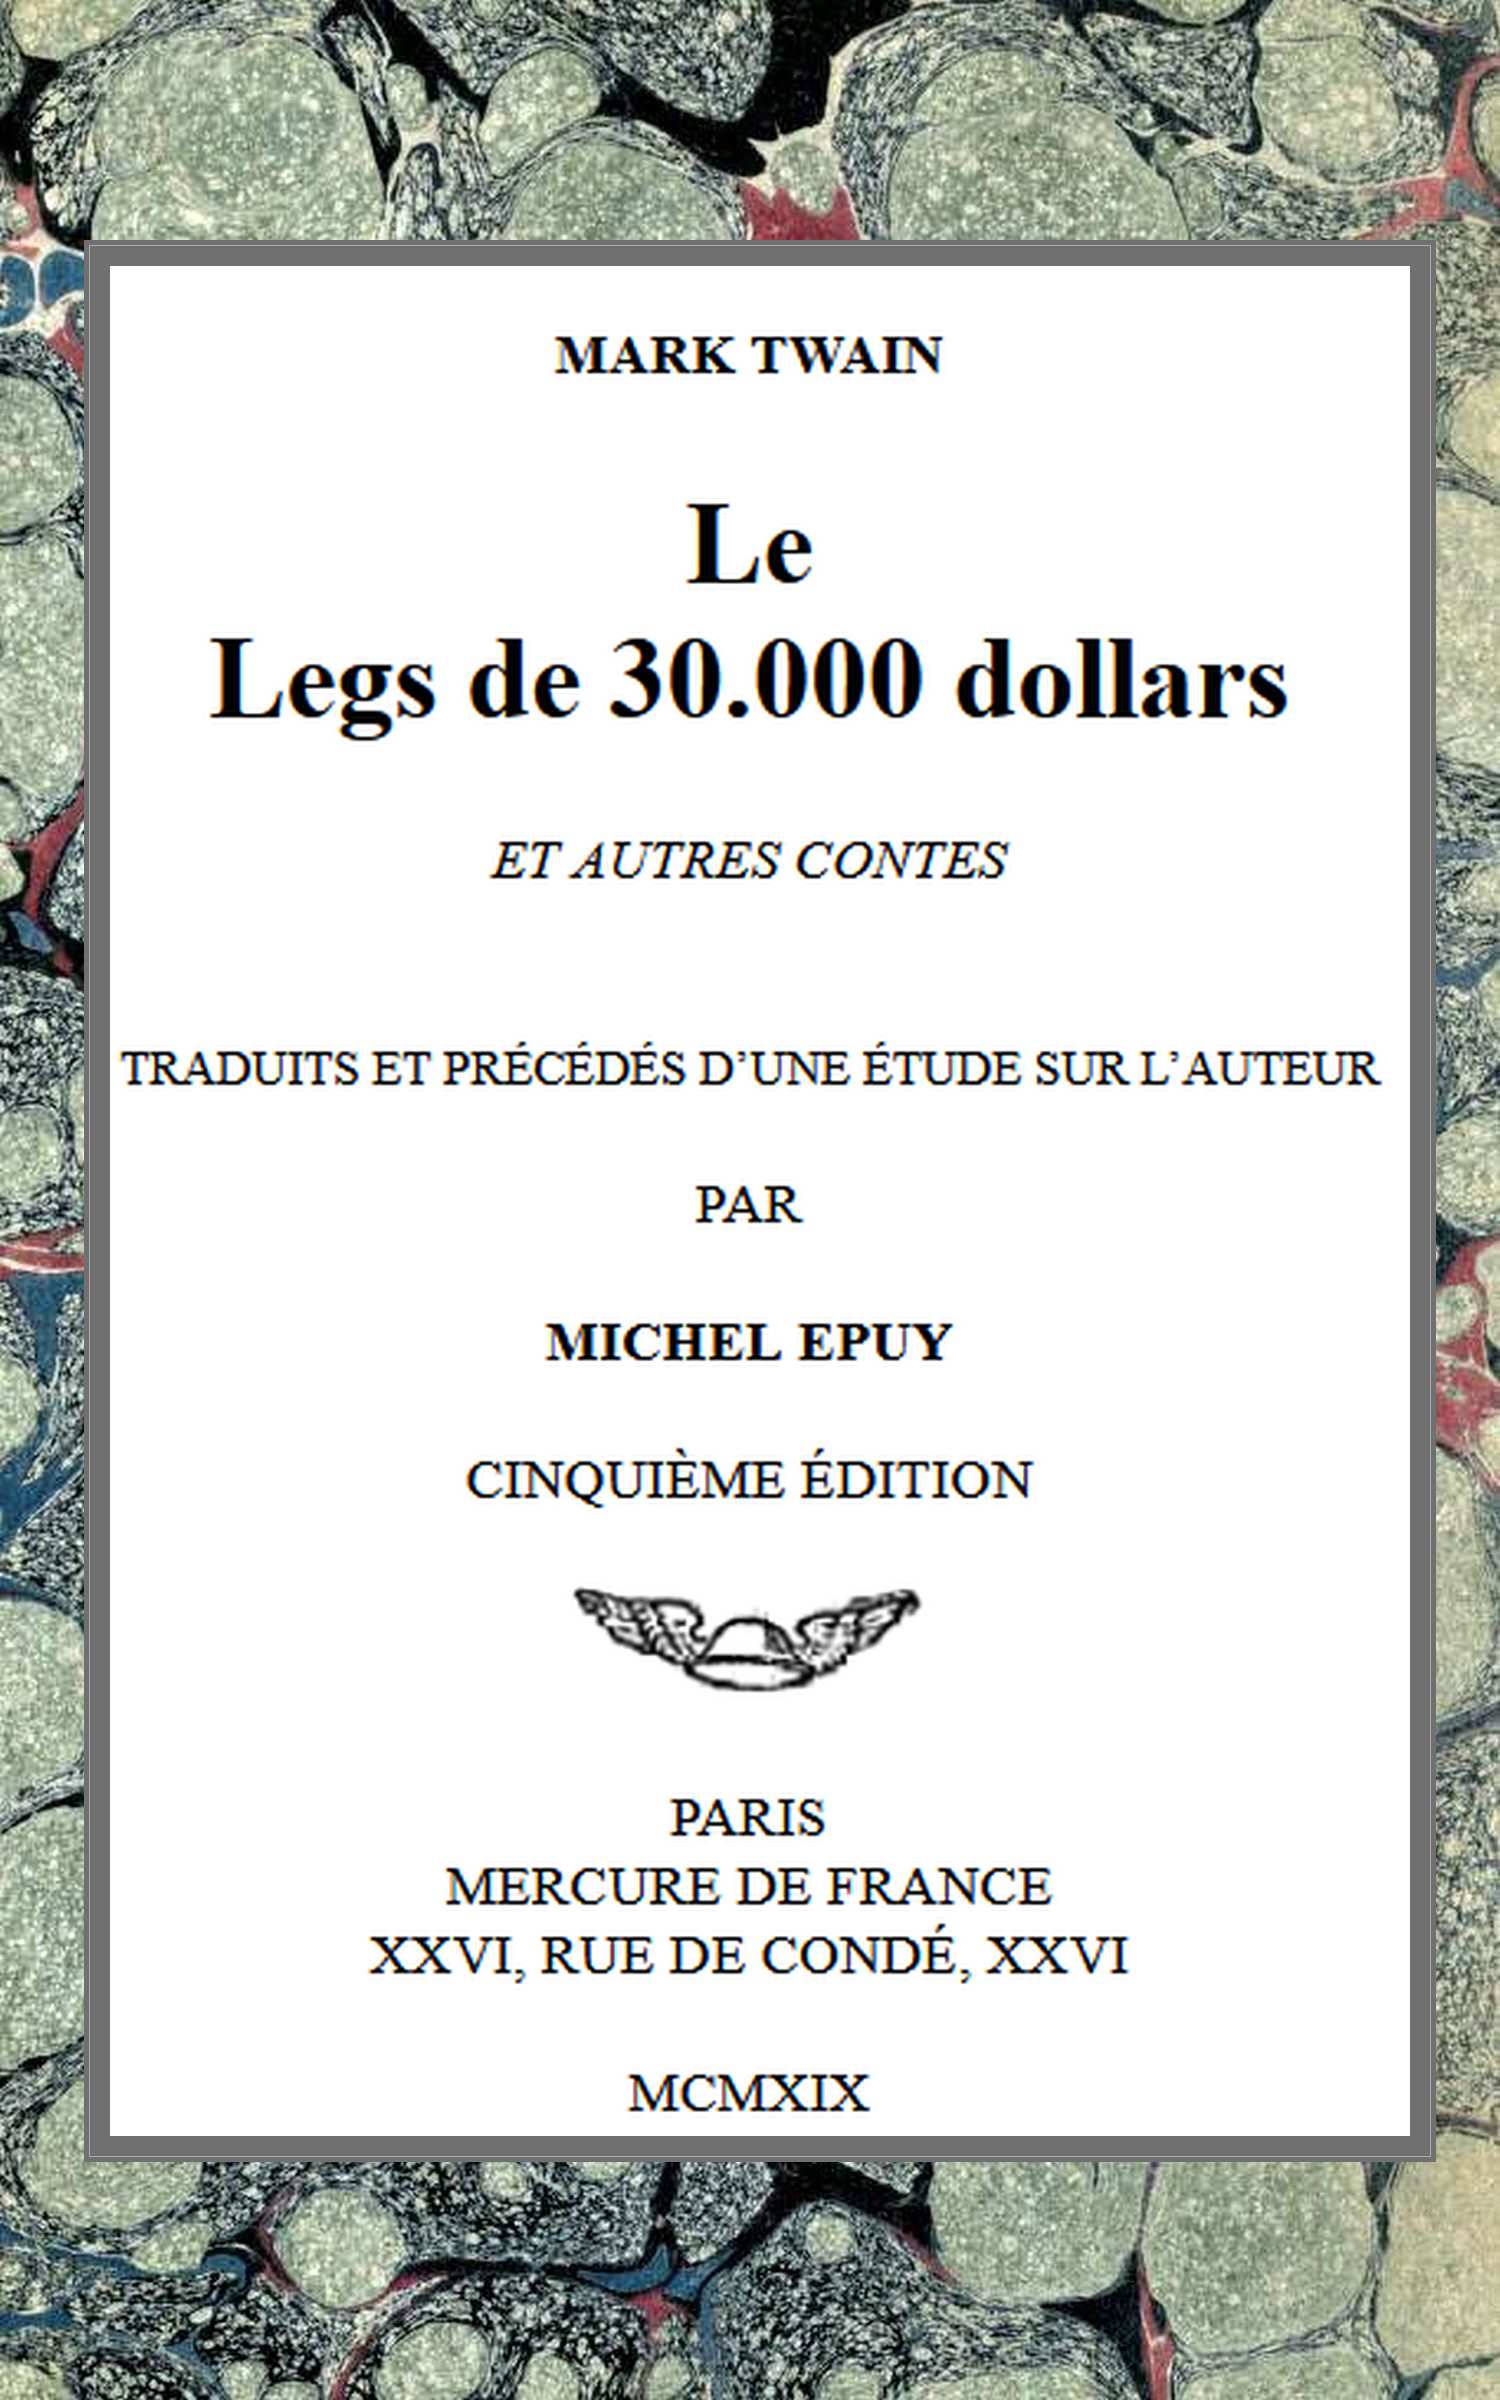 MARK TWAIN
Le
Legs de 30.000 dollars
ET AUTRES CONTES
TRADUITS ET PRÉCÉDÉS D’UNE ÉTUDE SUR L’AUTEUR
PAR
MICHEL EPUY
CINQUIÈME ÉDITION
PARIS
MERCURE DE FRANCE
XXVI, RUE DE CONDÉ, XXVI
MCMXIX